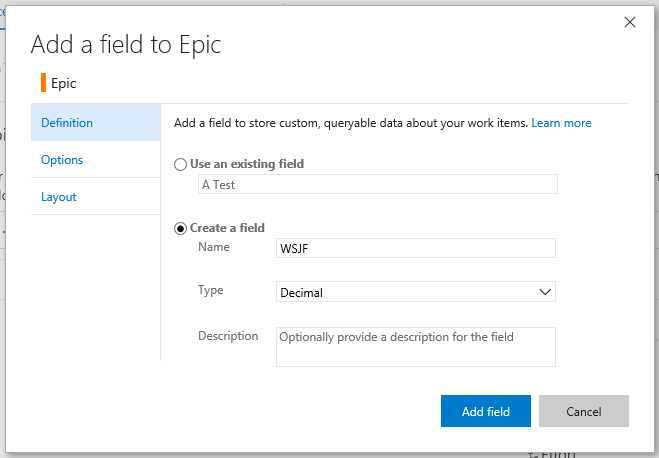 Add a field to Epic
Epic
Definition
Options
Layout
Add a field to store custom, queryable data about your work items. Learn more
Use an existing field
A Test
Create a field
Name WSJF
Type Decimal
Description Optionally provide a description for the field
Add field Cancel
Effort